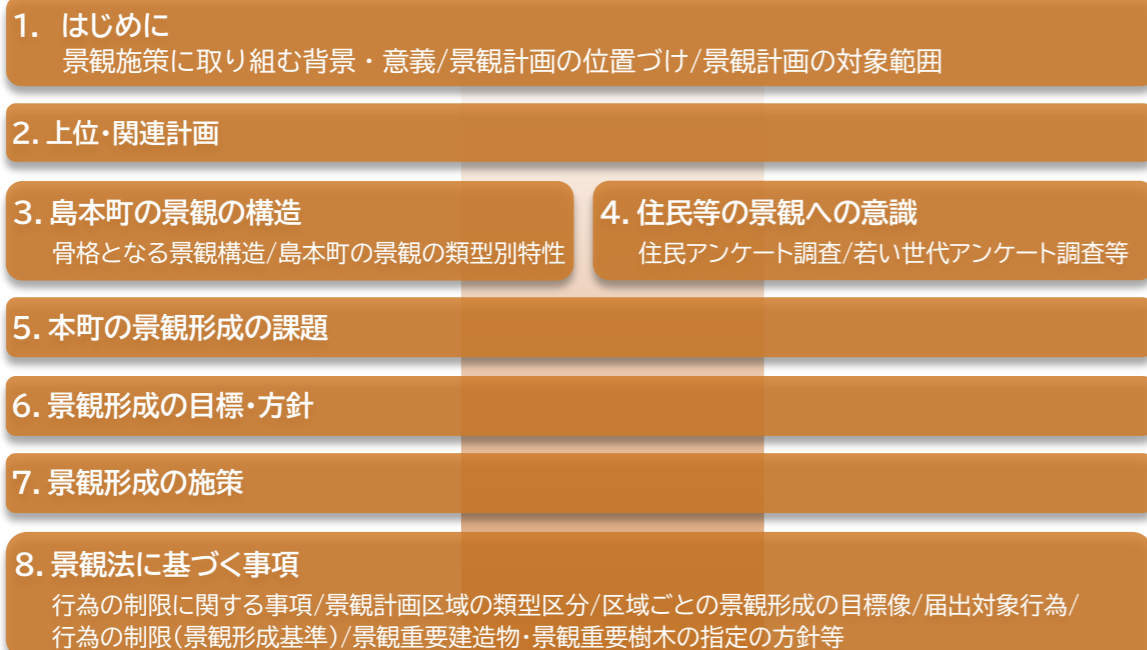 1. はじめに
景観施策に取り組む背景・意義/景観計画の位置づけ/景観計画の対象範囲
2. 上位・関連計画
3. 島本町の景観の構造
骨格となる景観構造/島本町の景観の類型別特性
4. 住民等の景観への意識
住民アンケート調査/若い世代アンケート調査等
5. 本町の景観形成の課題
6. 景観形成の目標・方針
7. 景観形成の施策
8. 景観法に基づく事項
行為の制限に関する事項/景観計画区域の類型区分/区域ごとの景観形成の目標像/届出対象行為/
行為の制限(景観形成基準)/景観重要建造物・景観重要樹木の指定の方針等